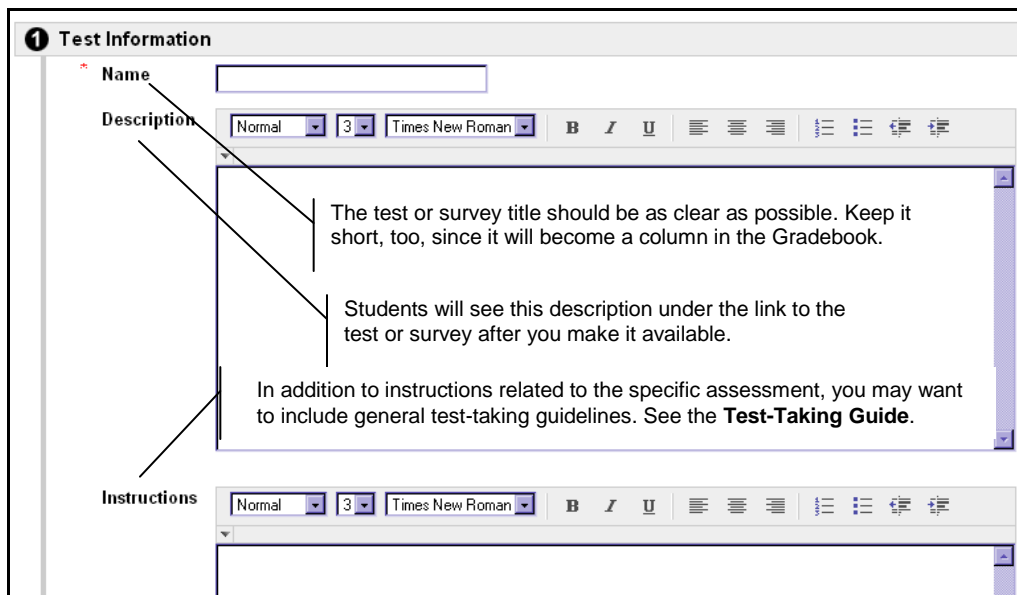 1 Test Information
* Name
Description
Normal 3 Times New Roman B I U
The test or survey title should be as clear as possible. Keep it
short, too, since it will become a column in the Gradebook.
Students will see this description under the link to the
test or survey after you make it available.
In addition to instructions related to the specific assessment, you may want
to include general test-taking guidelines. See the Test-Taking Guide.
Instructions
Normal 3 Times New Roman B I U